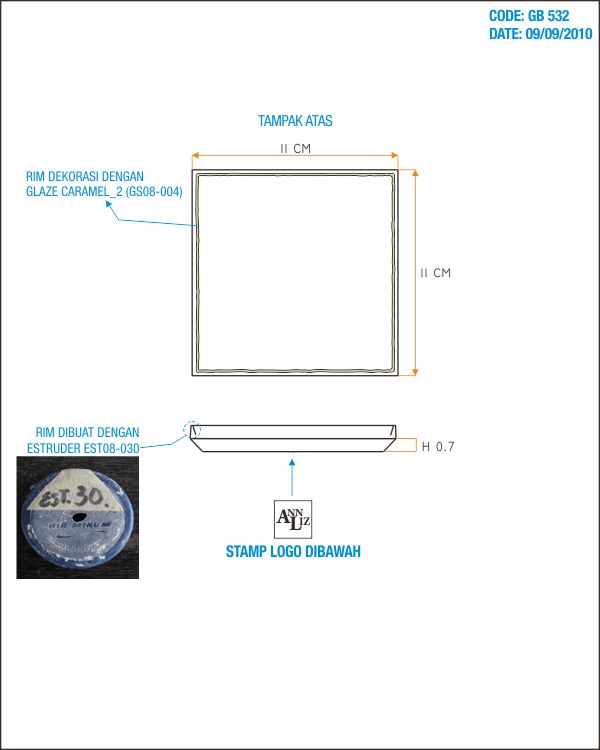 CODE: GB 532
DATE: 09/09/2010
TAMPAK ATAS
11 CM
RIM DEKORASI DENGAN
GLAZE CARAMEL_2 (GS08-004)
11 CM
RIM DIBUAT DENGAN
ESTRUDER EST08-030
H 0.7
EST. 30.
AIR MINUM
ANN
LIZ
STAMP LOGO DIBAWAH